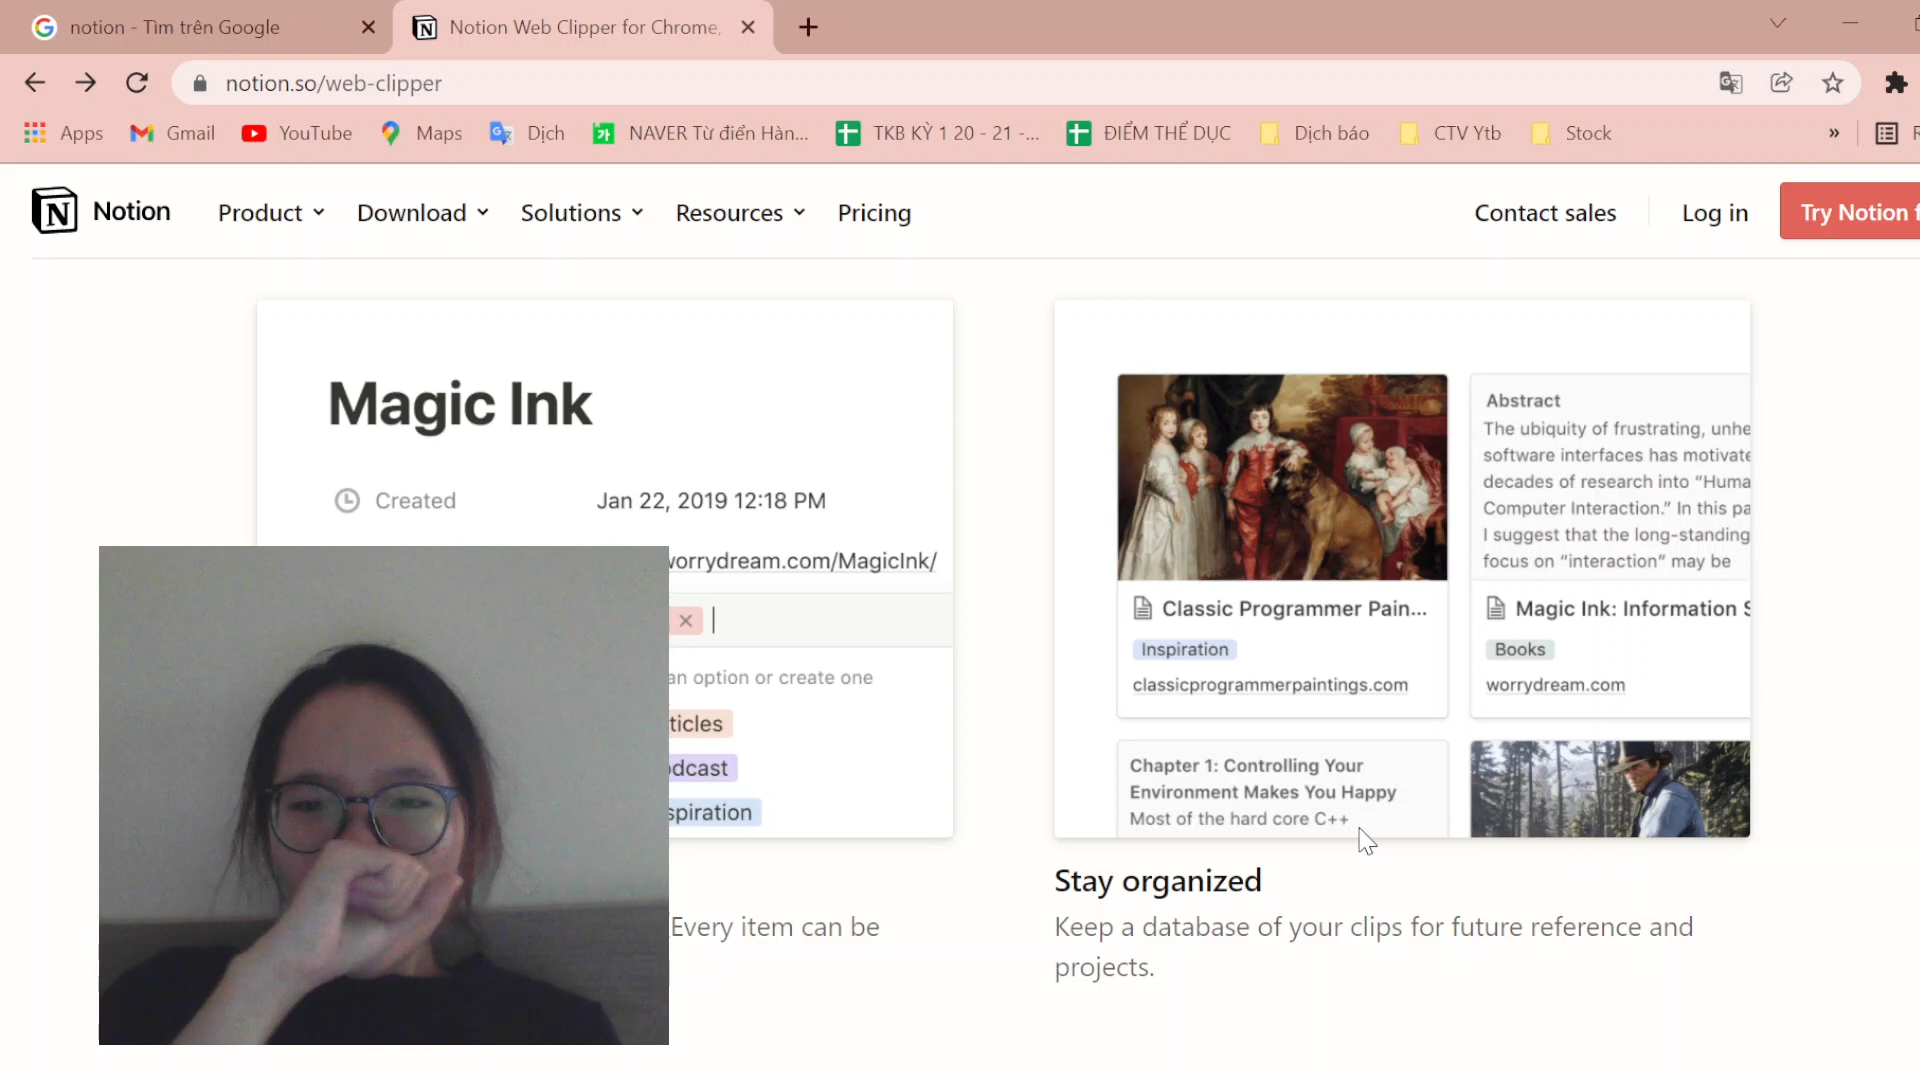 notion - Tìm trên Google
Notion Web Clipper for Chrome,
notion.so/web-clipper
Apps
Gmail
YouTube
Maps
Dịch
NAVER Từ điển Hàn...
TKB KỲ 1 20 - 21 -...
ĐIỂM THỂ DỤC
Dịch báo
CTV Ytb
Stock
»
Notion
Product
Download
Solutions
Resources
Pricing
Contact sales
Log in
Try Notion f
Magic Ink
Created
Jan 22, 2019 12:18 PM
worrydream.com/MagicInk/
an option or create one
ticles
odcast
spiration
Every item can be
Abstract
The ubiquity of frustrating, unhe
software interfaces has motivate
decades of research into “Huma
Computer Interaction.” In this pa
I suggest that the long-standing
focus on “interaction” may be
Classic Programmer Pain...
Inspiration
classicprogrammerpaintings.com
Magic Ink: Information S
Books
worrydream.com
Chapter 1: Controlling Your
Environment Makes You Happy
Most of the hard core C++
Stay organized
Keep a database of your clips for future reference and
projects.